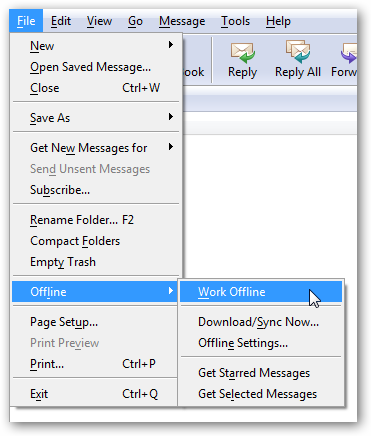 File Edit View Go Message Tools Help
ook Reply Reply All Forw
New
Open Saved Message...
Close Ctrl+W
Save As
Get New Messages for
Send Unsent Messages
Subscribe...
Rename Folder... F2
Compact Folders
Empty Trash
Offline
Work Offline
Page Setup...
Download/Sync Now...
Print Preview
Offline Settings...
Print... Ctrl+P
Get Starred Messages
Exit Ctrl+Q
Get Selected Messages